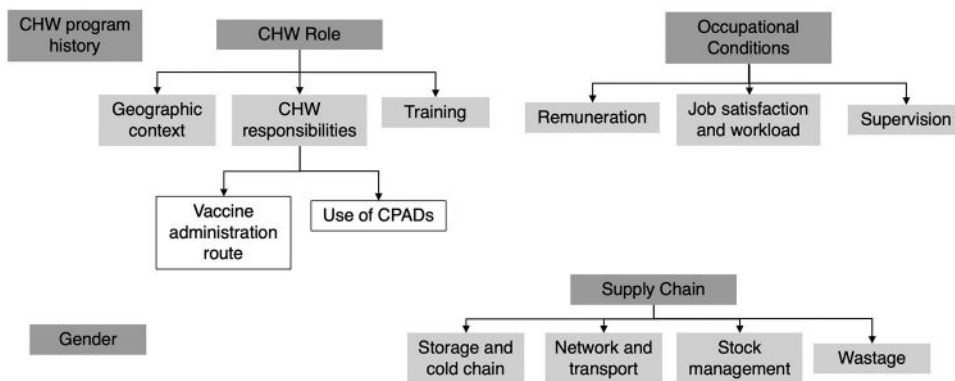 CHW program
history
CHW Role
Geographic
context
CHW
responsibilities
Training
Vaccine
administration
route
Use of CPADs
Occupational
Conditions
Remuneration
Job satisfaction
and workload
Supervision
Gender
Supply Chain
Storage and
cold chain
Network and
transport
Stock
management
Wastage